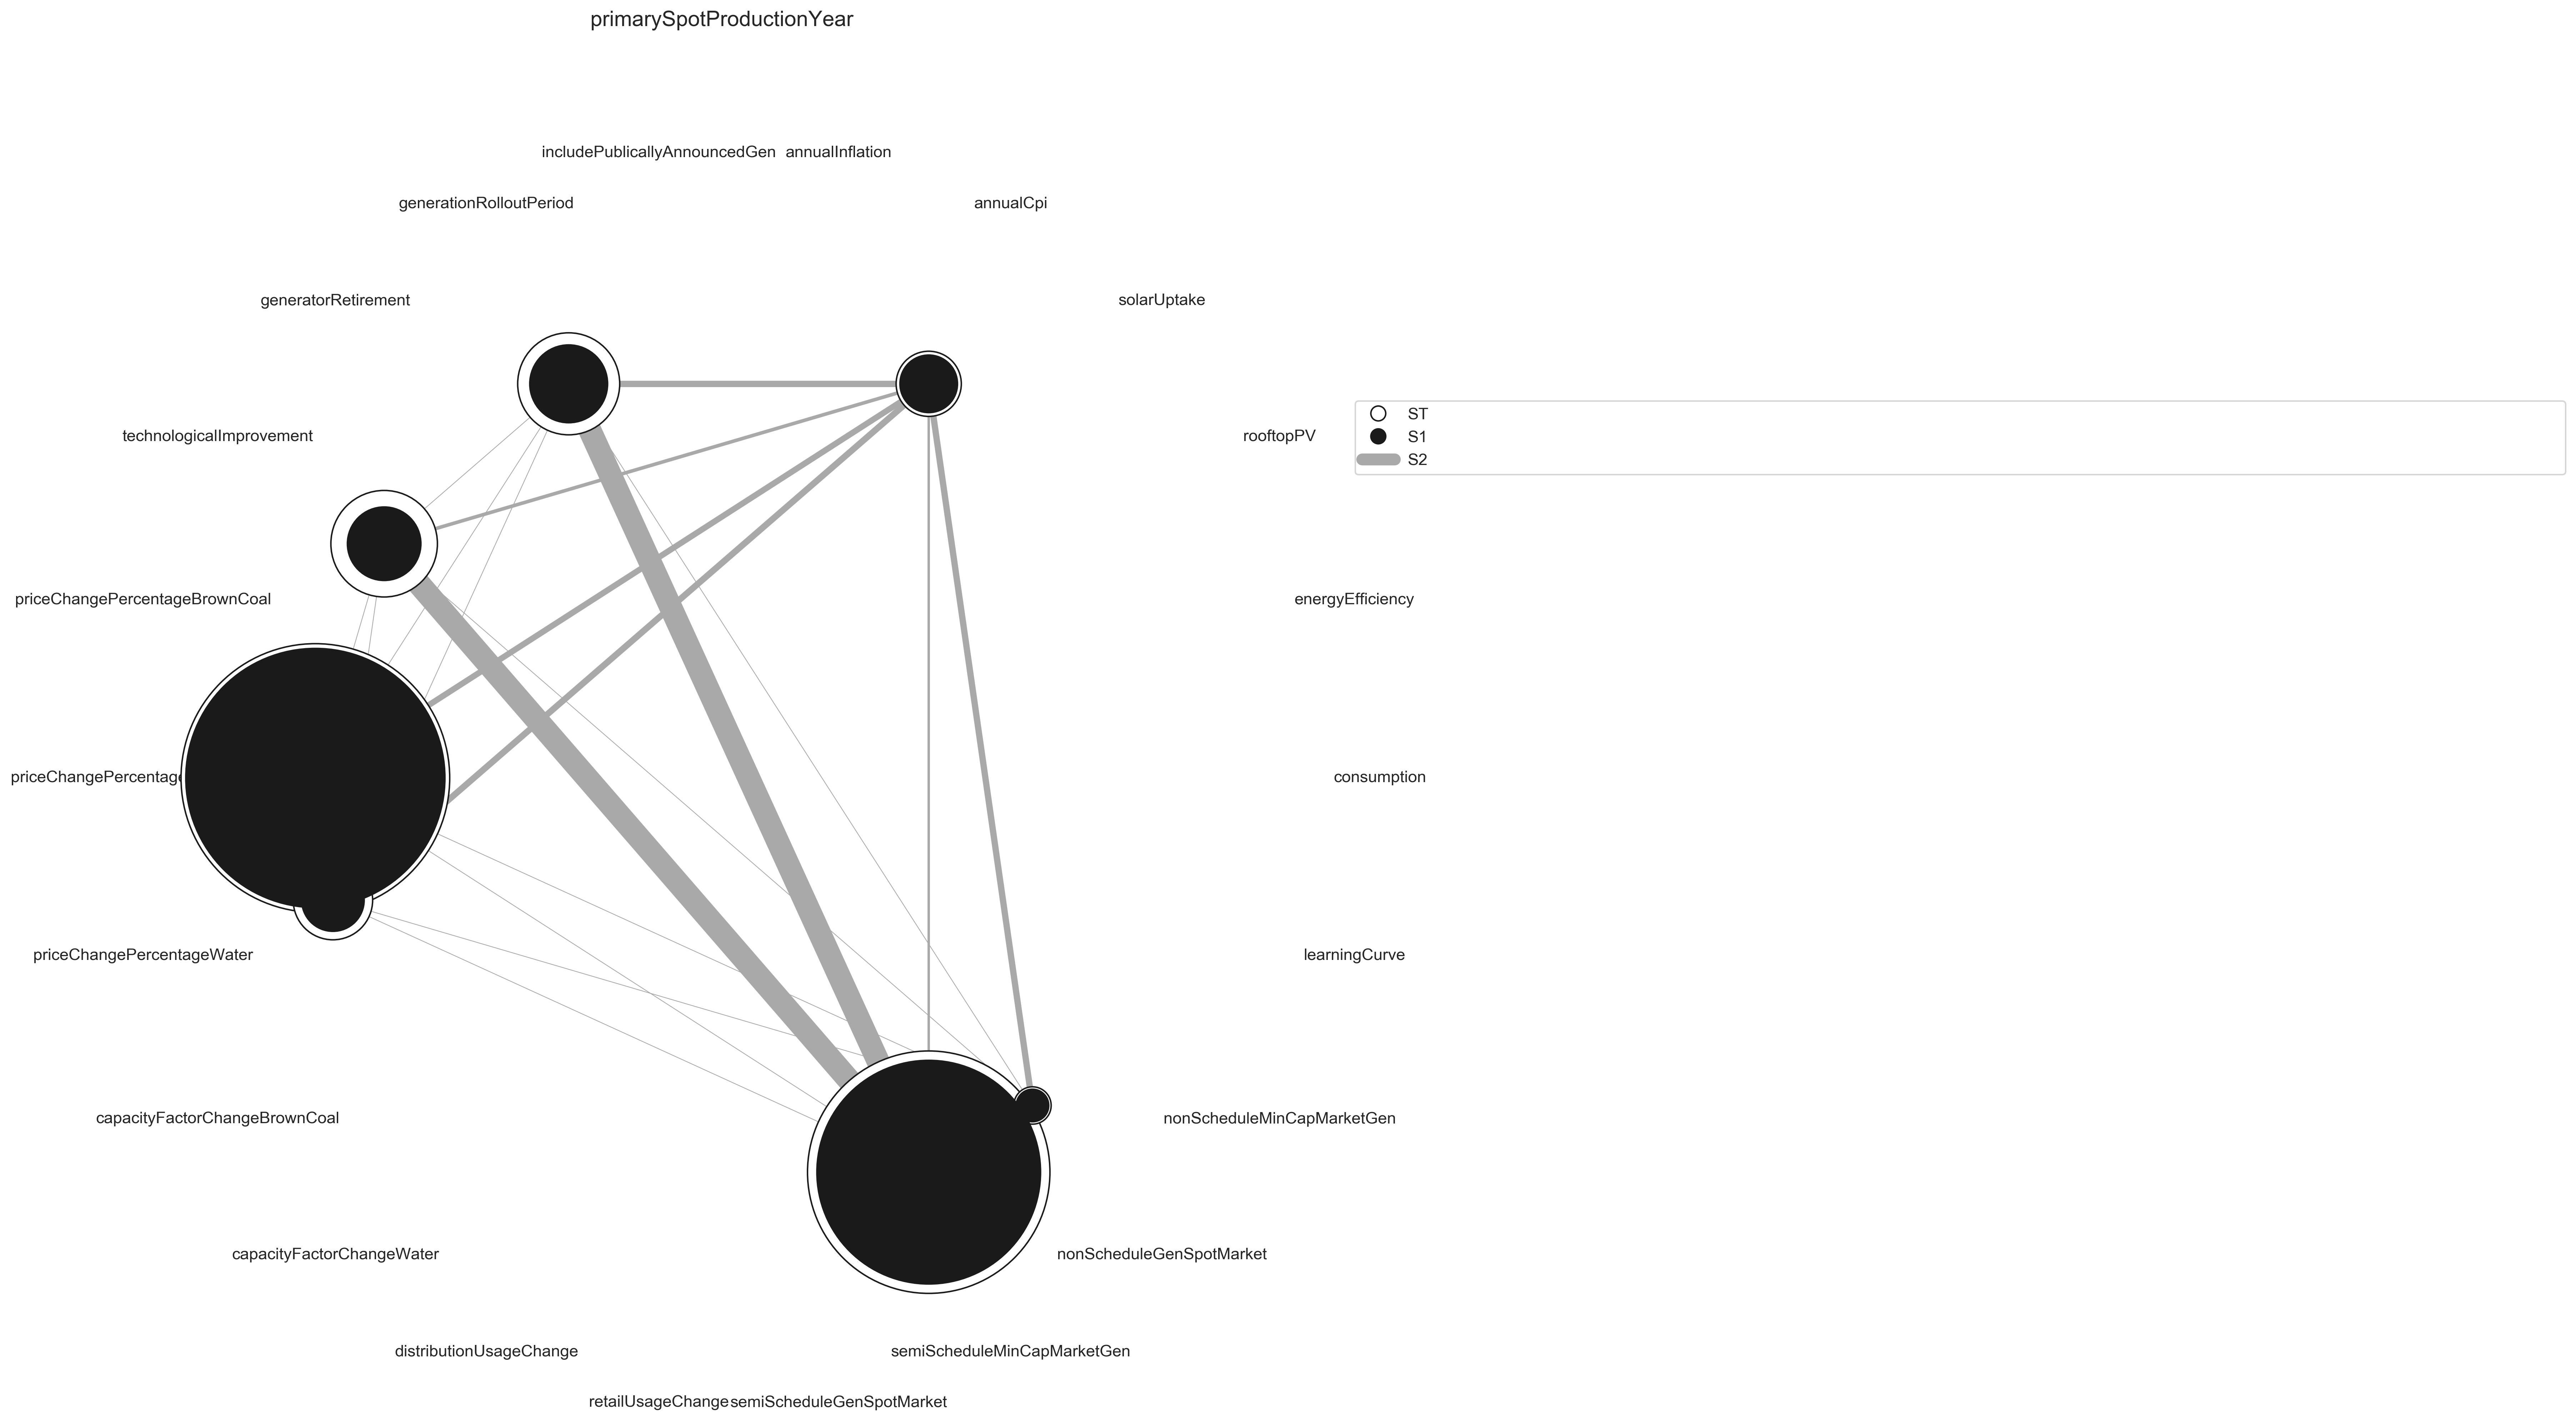 primarySpotProductionYear
includePublicallyAnnouncedGen annualInflation
generationRolloutPeriod
annualCpi
generatorRetirement
solarUptake
ST
technologicalImprovement
rooftopPV
S1
S2
priceChangePercentageBrownCoal
energyEfficiency
priceChangePercentage
consumption
priceChangePercentageWater
learningCurve
capacityFactorChangeBrownCoal
nonScheduleMinCapMarketGen
capacityFactorChangeWater
nonScheduleGenSpotMarket
distributionUsageChange
semiScheduleMinCapMarketGen
retailUsageChange semiScheduleGenSpotMarket